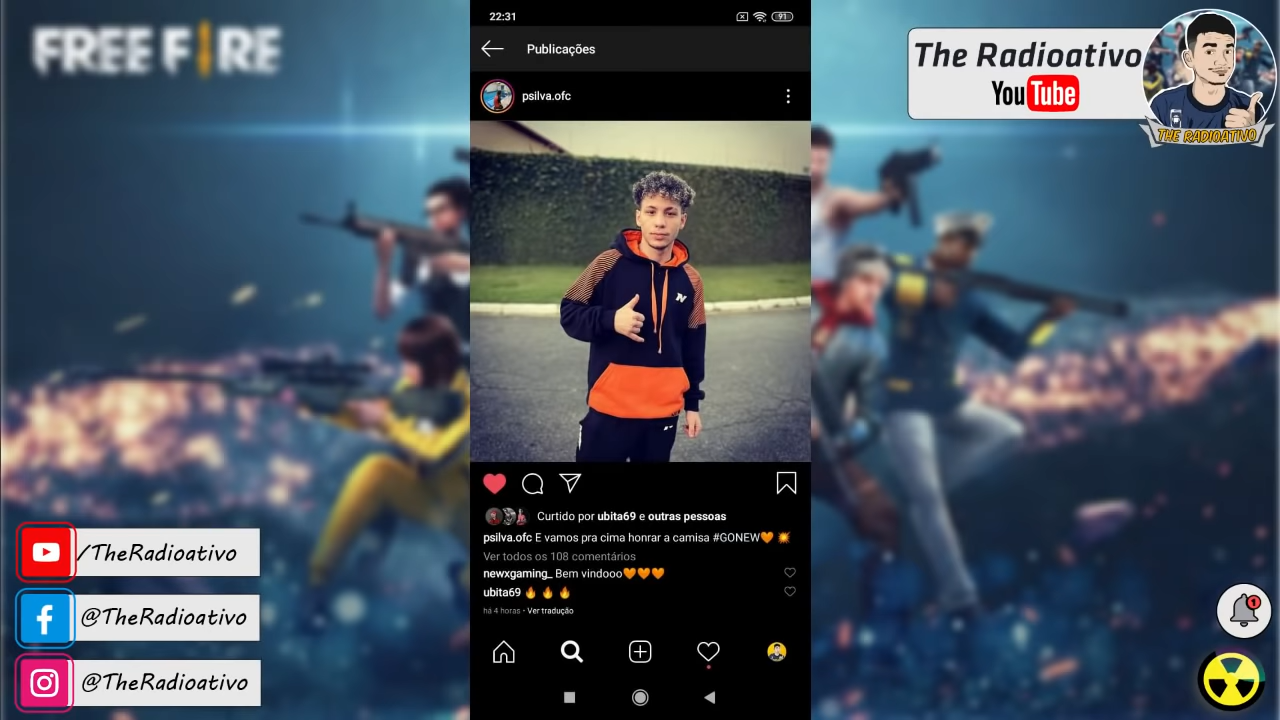 FREE FIRE
The Radioativo
YouTube
THE RADIOATIVO
22:31
91
Publicações
psilva.ofc
N
Curtido por ubita69 e outras pessoas
psilva.ofc E vamos pra cima honrar a camisa #GONEW🧡 💥
Ver todos os 108 comentários
newxgaming_ Bem vindooo🧡🧡🧡
ubita69 🔥 🔥 🔥
há 4 horas • Ver tradução
/TheRadioativo
@TheRadioativo
@TheRadioativo
1